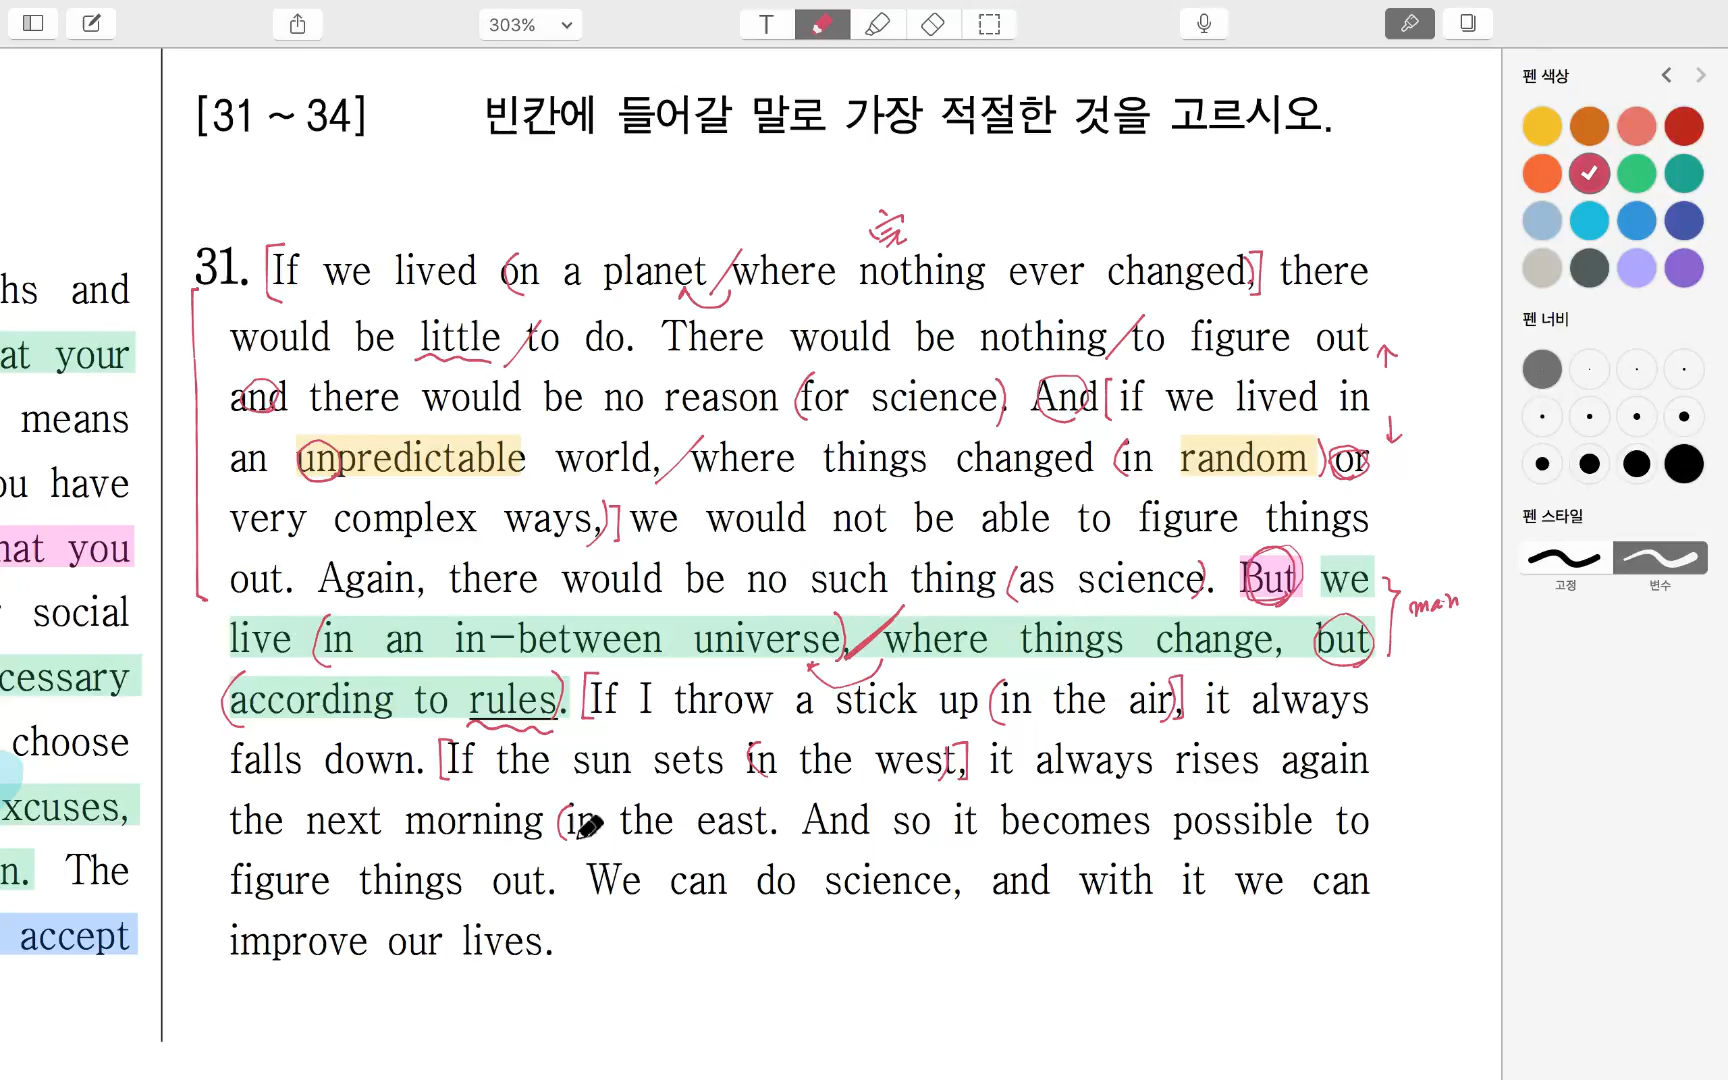 303%
T
펜 색상
[31 ~ 34] 빈칸에 들어갈 말로 가장 적절한 것을 고르시오.
hs and
at your
means
ou have
hat you
social
cessary
choose
xcuses,
n. The
accept
31. [If we lived (on a planet / where nothing ever changed,] there
would be little / to do. There would be nothing / to figure out
and there would be no reason (for science). And [if we lived in
an unpredictable world, / where things changed (in random) or
very complex ways,)] we would not be able to figure things
out. Again, there would be no such thing (as science). But we
live (in an in-between universe), / where things change, but
(according to rules). [If I throw a stick up (in the air),] it always
falls down. [If the sun sets (in the west),] it always rises again
the next morning (in the east. And so it becomes possible to
figure things out. We can do science, and with it we can
improve our lives.
main
펜 너비
펜 스타일
고정
변수